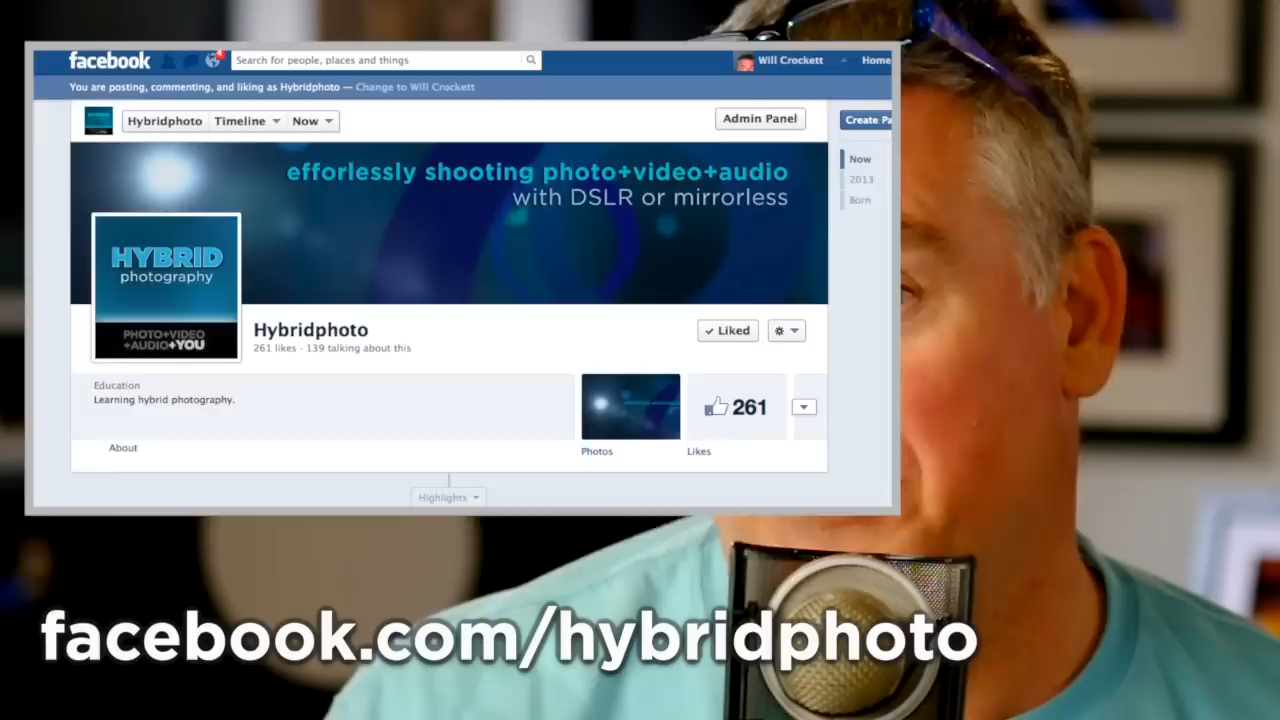 facebook
4
Search for people, places and things
Will Crockett
Home
You are posting, commenting, and liking as Hybridphoto — Change to Will Crockett
Hybridphoto
Timeline
Now
Admin Panel
Create Pa
Now
2013
Born
efforlessly shooting photo+video+audio
with DSLR or mirrorless
HYBRID
photography
PHOTO+VIDEO
+AUDIO+YOU
Hybridphoto
261 likes · 139 talking about this
Liked
Education
Learning hybrid photography.
261
About
Photos
Likes
Highlights
facebook.com/hybridphoto